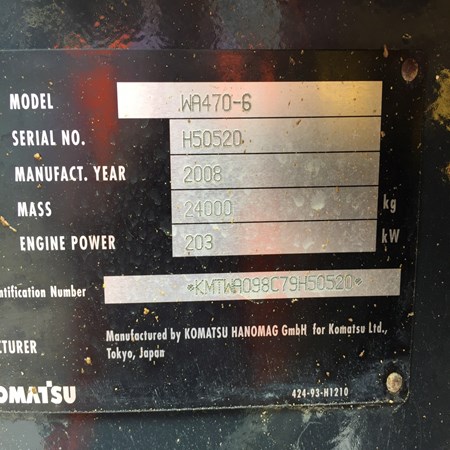 MODEL WA470-6
SERIAL NO. H50520
MANUFACT. YEAR 2008
MASS 24000 kg
ENGINE POWER 203 kW
ntification Number *KMTWA098C79H50520*
Manufactured by KOMATSU HANOMAG GmbH for Komatsu Ltd.,
CTURER
Tokyo, Japan
OMATSU
424-93-H1210